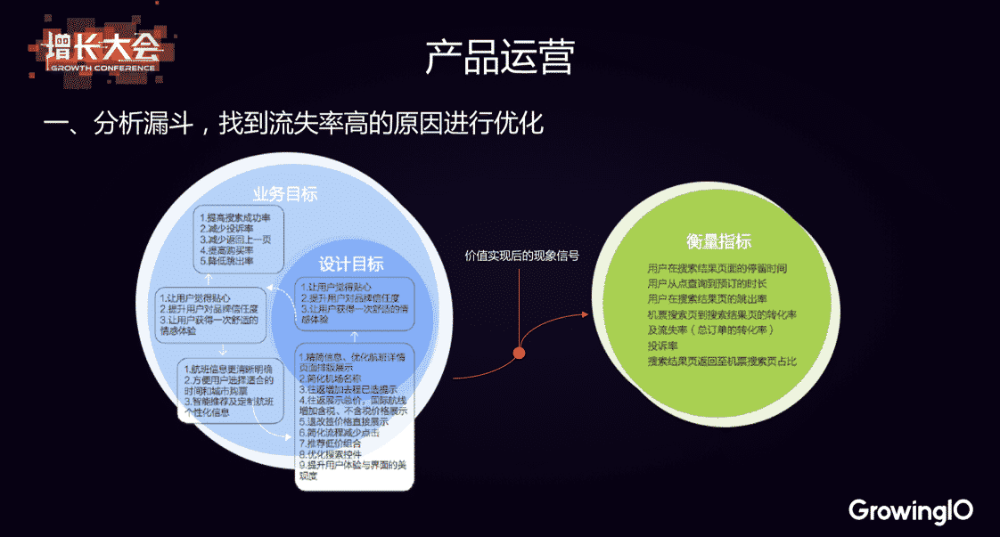 增长大会
GROWTH CONFERENCE
产品运营
一、分析漏斗，找到流失率高的原因进行优化
业务目标
1.提高搜索成功率
2.减少投诉率
3.减少返回上一页
4.提高购买率
5.降低跳出率
1.让用户觉得贴心
2.提升用户对品牌信任度
3.让用户获得一次舒适的
情感体验
1.航班信息更清晰明确
2.方便用户选择适合的
时间和城市购票
3.智能推荐及定制航班
个性化信息
设计目标
1.让用户觉得贴心
2.提升用户对品牌信任度
3.让用户获得一次舒适的情
感体验
1.精简信息、优化航班详情
页面排版展示
2.简化机场名称
3.往返增加去程已选提示
4.往返展示总价，国际航线
增加含税、不含税价格展示
5.退改签价格直接展示
6.简化流程减少点击
7.推荐低价组合
8.优化搜索控件
9.提升用户体验与界面的美
观度
价值实现后的现象信号
衡量指标
用户在搜索结果页面的停留时间
用户从点查询到预订的时长
用户在搜索结果页的跳出率
机票搜索页到搜索结果页的转化率
及流失率（总订单的转化率）
投诉率
搜索结果页返回至机票搜索页占比
GrowingIO